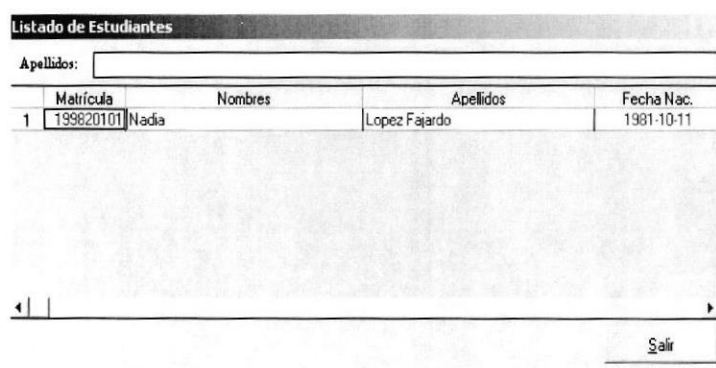 Listado de Estudiantes
Apellidos:
Matrícula Nombres Apellidos Fecha Nac.
1 199820101 Nadia Lopez Fajardo 1981-10-11
Salir